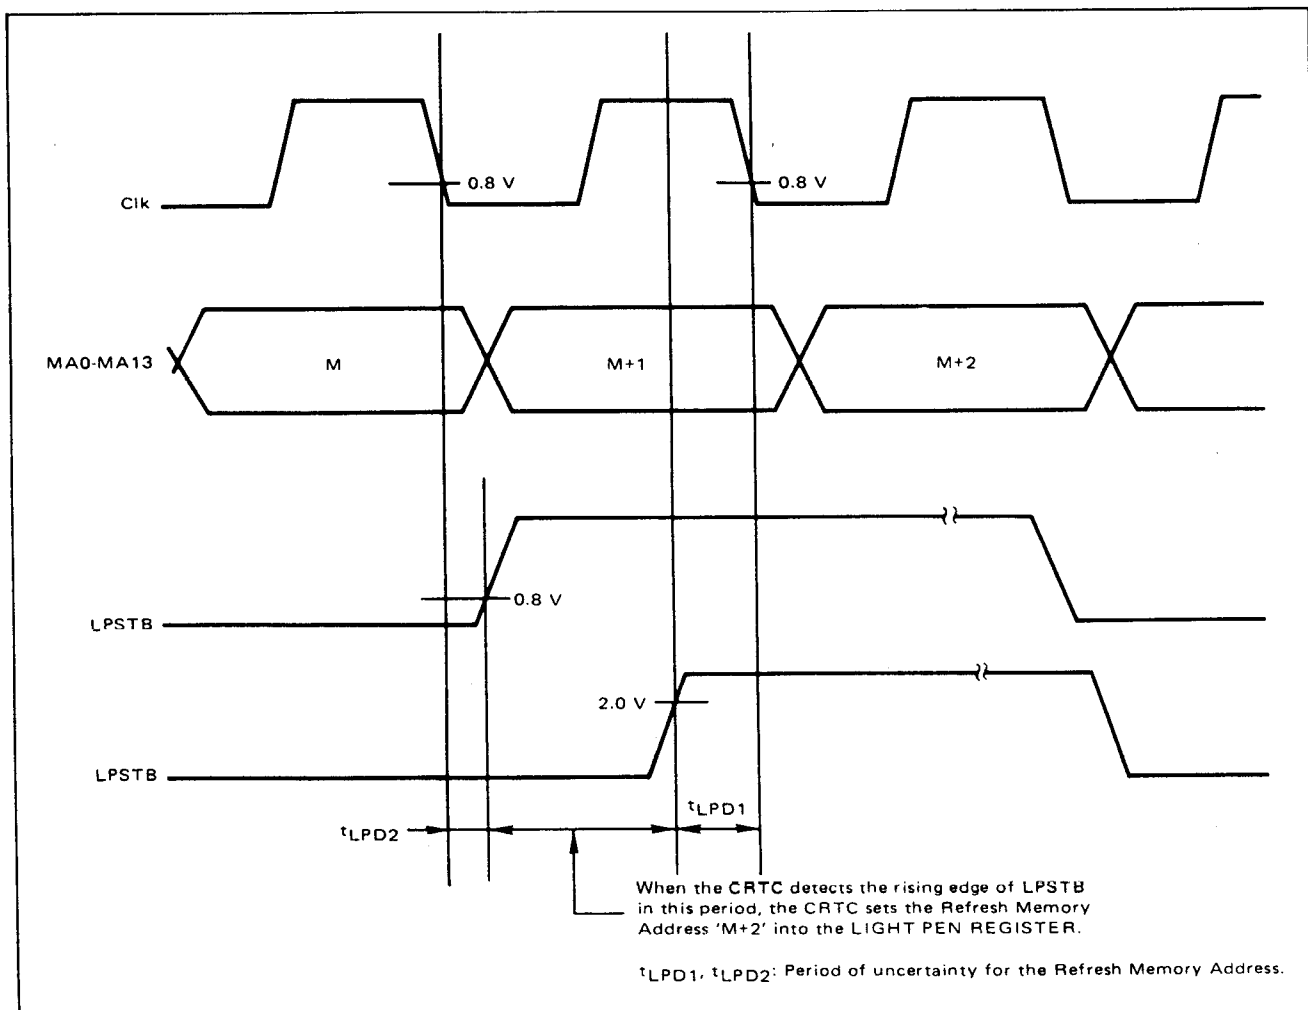 Clk
0.8 V
0.8 V
MA0-MA13
M
M+1
M+2
LPSTB
0.8 V
LPSTB
2.0 V
tLPD2
tLPD1
When the CRTC detects the rising edge of LPSTB
in this period, the CRTC sets the Refresh Memory
Address 'M+2' into the LIGHT PEN REGISTER.
tLPD1, tLPD2: Period of uncertainty for the Refresh Memory Address.